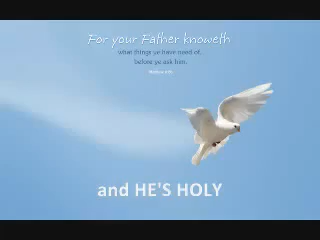 For your Father knoweth
what things ye have need of,
before ye ask him.
and HE'S HOLY